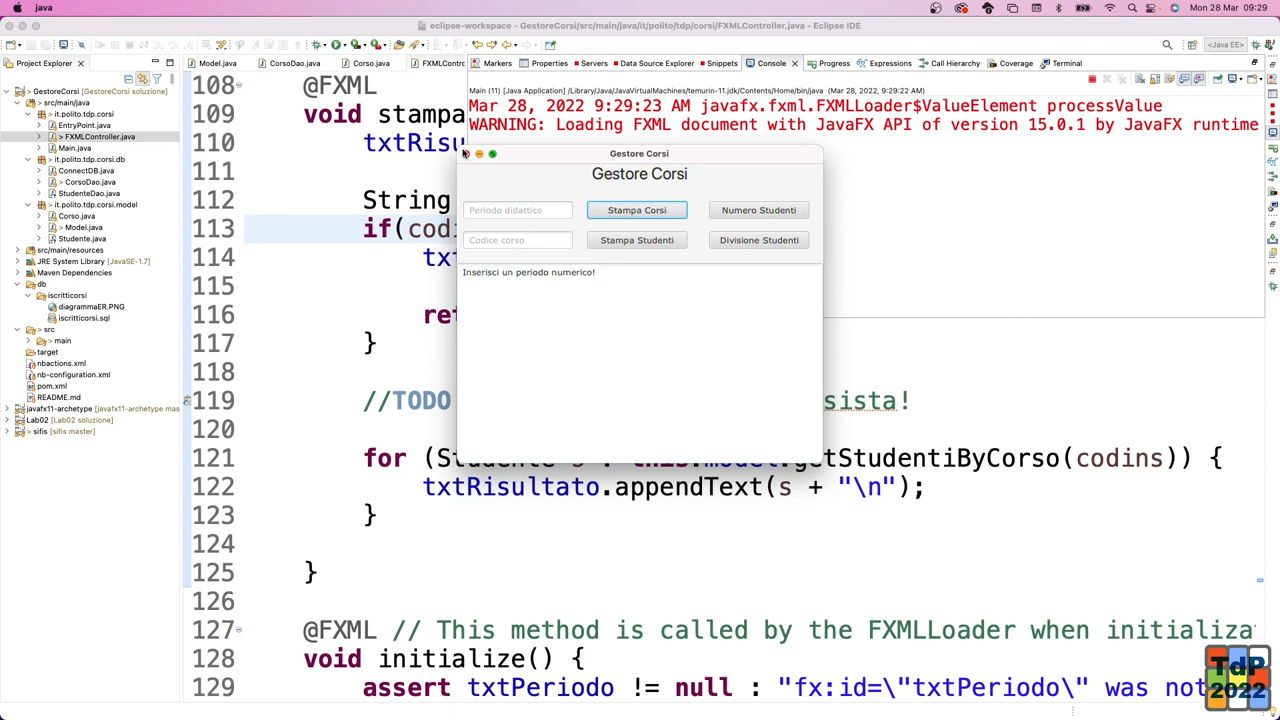 java
Mon 28 Mar 09:29
eclipse-workspace - GestoreCorsi/src/main/java/it/polito/tdp/corsi/FXMLController.java - Eclipse IDE
<Java EE>
Project Explorer
Model.java
CorsoDao.java
Corso.java
FXMLContro
Markers
Properties
Servers
Data Source Explorer
Snippets
Console
Progress
Expressions
Call Hierarchy
Coverage
Terminal
GestoreCorsi [GestoreCorsi soluzione]
> src/main/java
> it.polito.tdp.corsi
EntryPoint.java
> FXMLController.java
Main.java
> it.polito.tdp.corsi.db
ConnectDB.java
> CorsoDao.java
StudenteDao.java
> it.polito.tdp.corsi.model
Corso.java
> Model.java
Studente.java
src/main/resources
JRE System Library [JavaSE-1.7]
Maven Dependencies
db
iscritticorsi
diagrammaER.PNG
iscritticorsi.sql
> src
> main
target
nbactions.xml
nb-configuration.xml
pom.xml
README.md
javafx11-archetype [javafx11-archetype mas
Lab02 [Lab02 soluzione]
> sifis [sifis master]
Main (11) [Java Application] /Library/Java/JavaVirtualMachines/temurin-11.jdk/Contents/Home/bin/java (Mar 28, 2022, 9:29:22 AM)
Mar 28, 2022 9:29:23 AM javafx.fxml.FXMLLoader$ValueElement processValue
WARNING: Loading FXML document with JavaFX API of version 15.0.1 by JavaFX runtime
Gestore Corsi
Gestore Corsi
Periodo didattico
Stampa Corsi
Numero Studenti
Codice corso
Stampa Studenti
Divisione Studenti
Inserisci un periodo numerico!
108 @FXML
109 void stampa
110 txtRisu
111
112 String
113 if(codi
114 tx
115
116 ret
117 }
118
119 //TODO sista!
120
121 for (Studente s : this.model.getStudentiByCorso(codins)) {
122 txtRisultato.appendText(s + "\n");
123 }
124
125 }
126
127 @FXML // This method is called by the FXMLLoader when initializa
128 void initialize() {
129 assert txtPeriodo != null : "fx:id=\"txtPeriodo\" was not
TdP
2022